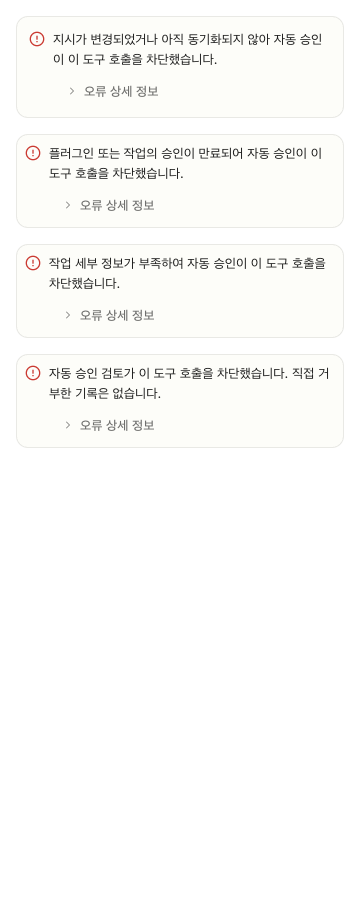 지시가 변경되었거나 아직 동기화되지 않아 자동 승인
이 이 도구 호출을 차단했습니다.
오류 상세 정보
플러그인 또는 작업의 승인이 만료되어 자동 승인이 이
도구 호출을 차단했습니다.
오류 상세 정보
작업 세부 정보가 부족하여 자동 승인이 이 도구 호출을
차단했습니다.
오류 상세 정보
자동 승인 검토가 이 도구 호출을 차단했습니다. 직접 거
부한 기록은 없습니다.
오류 상세 정보